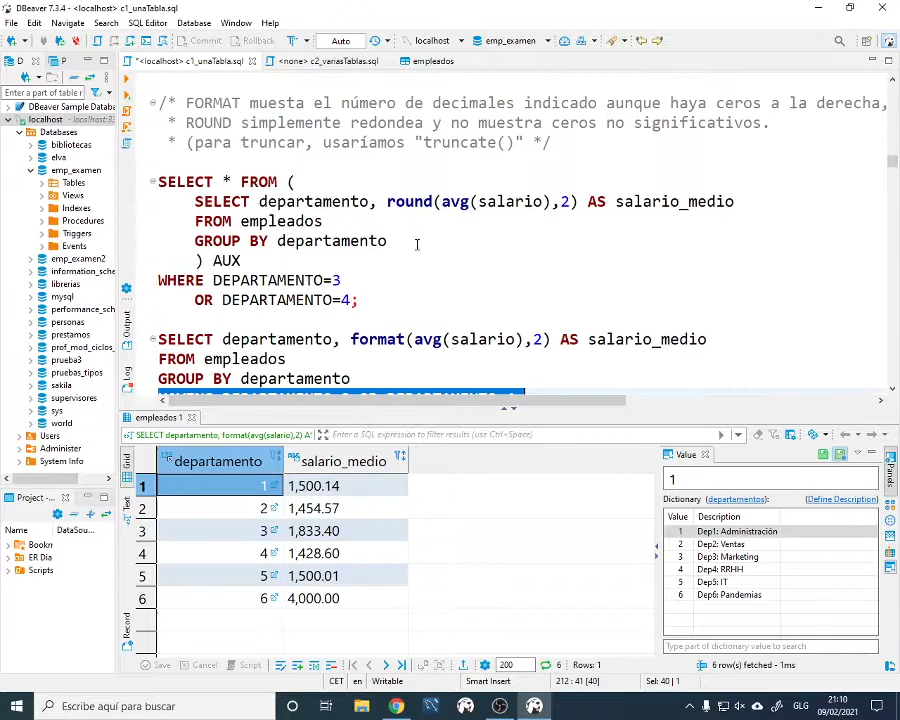 DBeaver 7.3.4 - <localhost> c1_unaTabla.sql
File Edit Navigate Search SQL Editor Database Window Help
Commit Rollback Auto localhost emp_examen
D P *<localhost> c1_unaTabla.sql <none> c2_variasTablas.sql empleados
Enter a part of table r
DBeaver Sample Databa
localhost
Databases
bibliotecas
elva
emp_examen
Tables
Views
Indexes
Procedures
Triggers
Events
emp_examen2
information_sche
librerias
mysql
performance_sch
personas
prestamos
prof_mod_ciclos_
prueba3
pruebas_tipos
sakila
supervisores
sys
world
Users
Administer
System Info
Project -
Name DataSou...
Bookm
ER Dia
Scripts
/* FORMAT muesta el número de decimales indicado aunque haya ceros a la derecha,
* ROUND simplemente redondea y no muestra ceros no significativos.
* (para truncar, usaríamos "truncate()" */
SELECT * FROM (
SELECT departamento, round(avg(salario),2) AS salario_medio
FROM empleados
GROUP BY departamento
) AUX
WHERE DEPARTAMENTO=3
OR DEPARTAMENTO=4;
SELECT departamento, format(avg(salario),2) AS salario_medio
FROM empleados
GROUP BY departamento
Output
Log
empleados 1
SELECT departamento, format(avg(salario),2) A Enter a SQL expression to filter results (use Ctrl+Space)
Grid
Text
Record
departamento salario_medio
1 1 1,500.14
2 2 1,454.57
3 3 1,833.40
4 4 1,428.60
5 5 1,500.01
6 6 4,000.00
Value
1
Dictionary (departamentos) (Define Description)
Value Description
1 Dep1: Administración
2 Dep2: Ventas
3 Dep3: Marketing
4 Dep4: RRHH
5 Dep5: IT
6 Dep6: Pandemias
Type part of dictionary value to search
Panels
Save Cancel Script 200 6 Rows: 1 6 row(s) fetched - 1ms
CET en Writable Smart Insert 212 : 41 [40] Sel: 40 | 1
Escribe aquí para buscar GLG 21:10
09/02/2021